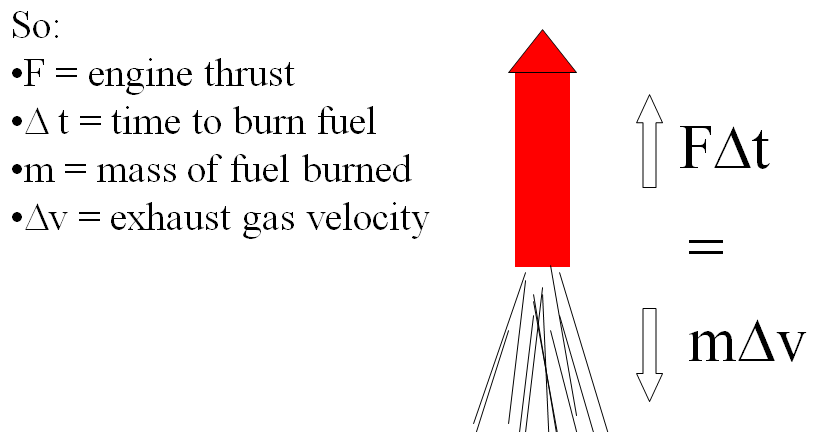 So:
•F = engine thrust
•Δ t = time to burn fuel
•m = mass of fuel burned
•Δv = exhaust gas velocity
FΔt
=
mΔv